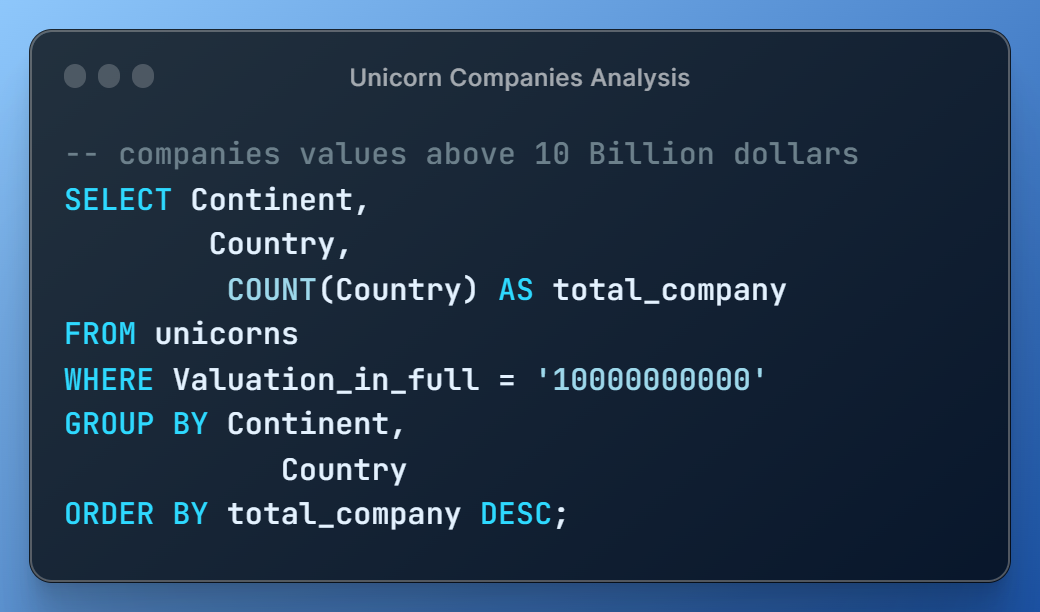 Unicorn Companies Analysis
-- companies values above 10 Billion dollars
SELECT Continent,
        Country,
         COUNT(Country) AS total_company
FROM unicorns
WHERE Valuation_in_full = '10000000000'
GROUP BY Continent,
            Country
ORDER BY total_company DESC;